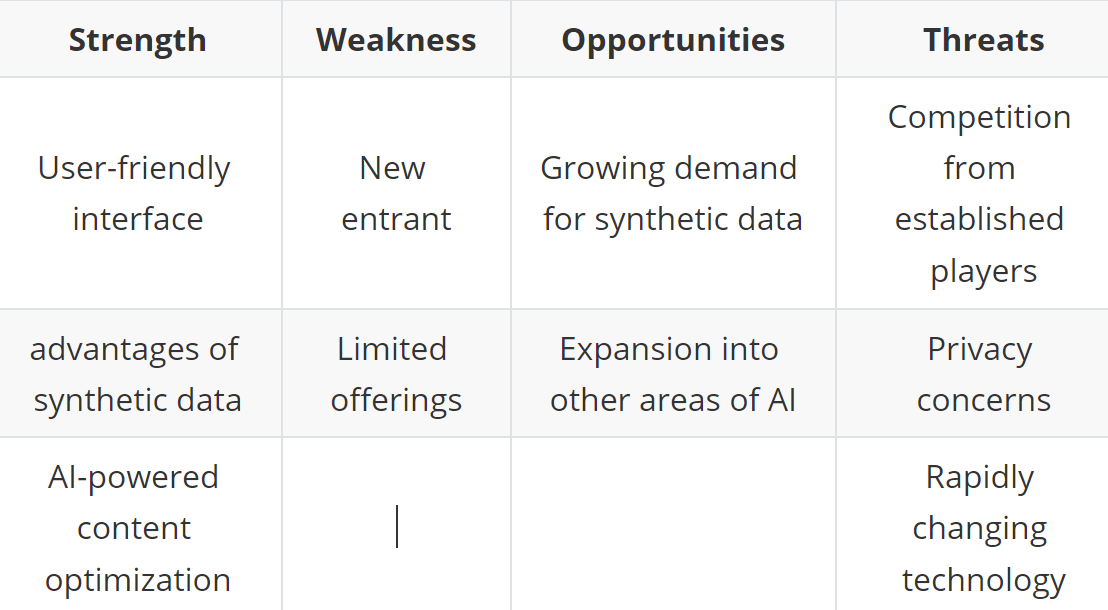 Strength Weakness Opportunities Threats
User-friendly
interface
New
entrant
Growing demand
for synthetic data
Competition
from
established
players
advantages of
synthetic data
Limited
offerings
Expansion into
other areas of AI
Privacy
concerns
AI-powered
content
optimization
Rapidly
changing
technology